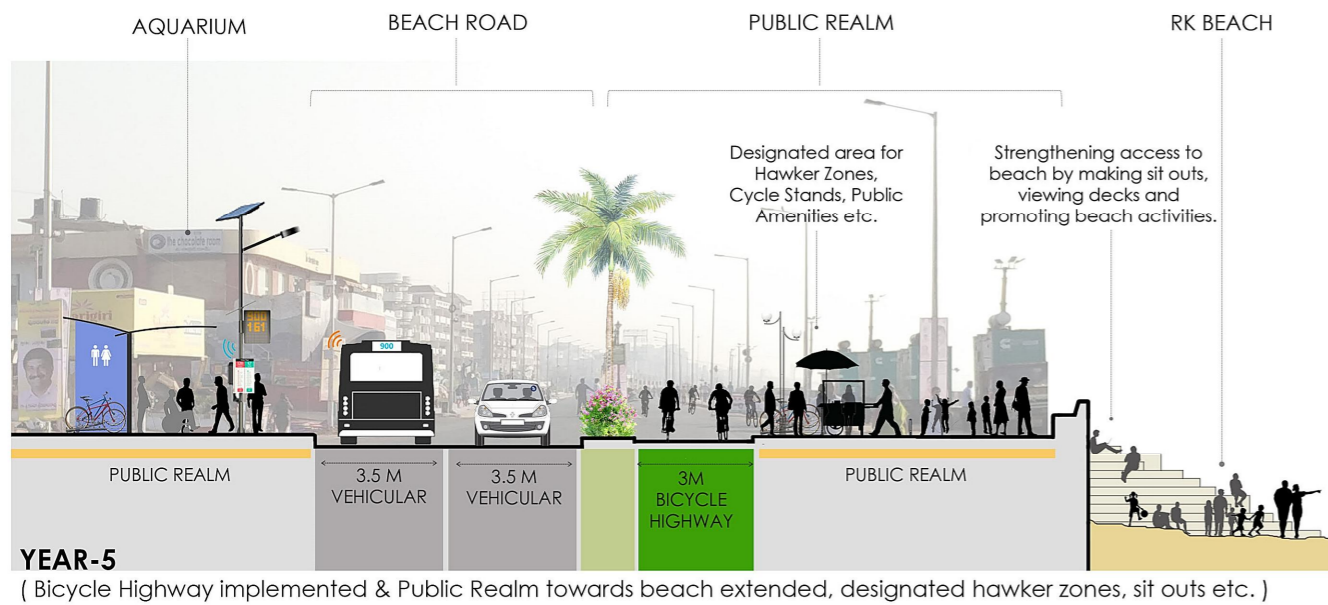 AQUARIUM
BEACH ROAD
PUBLIC REALM
RK BEACH
Designated area for
Hawker Zones,
Cycle Stands, Public
Amenities etc.
Strengthening access to
beach by making sit outs,
viewing decks and
promoting beach activities.
the chocolate room
900
161
900
PUBLIC REALM
3.5 M
VEHICULAR
3.5 M
VEHICULAR
3M
BICYCLE
HIGHWAY
PUBLIC REALM
YEAR-5
( Bicycle Highway implemented & Public Realm towards beach extended, designated hawker zones, sit outs etc. )